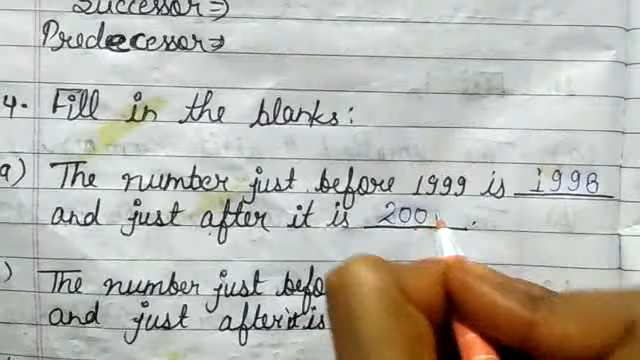 Successor⇒
Predecessor⇒
4. Fill in the blanks:
a) The number just before 1999 is 1998
and just after it is 200
) The number just befo
and just after it is